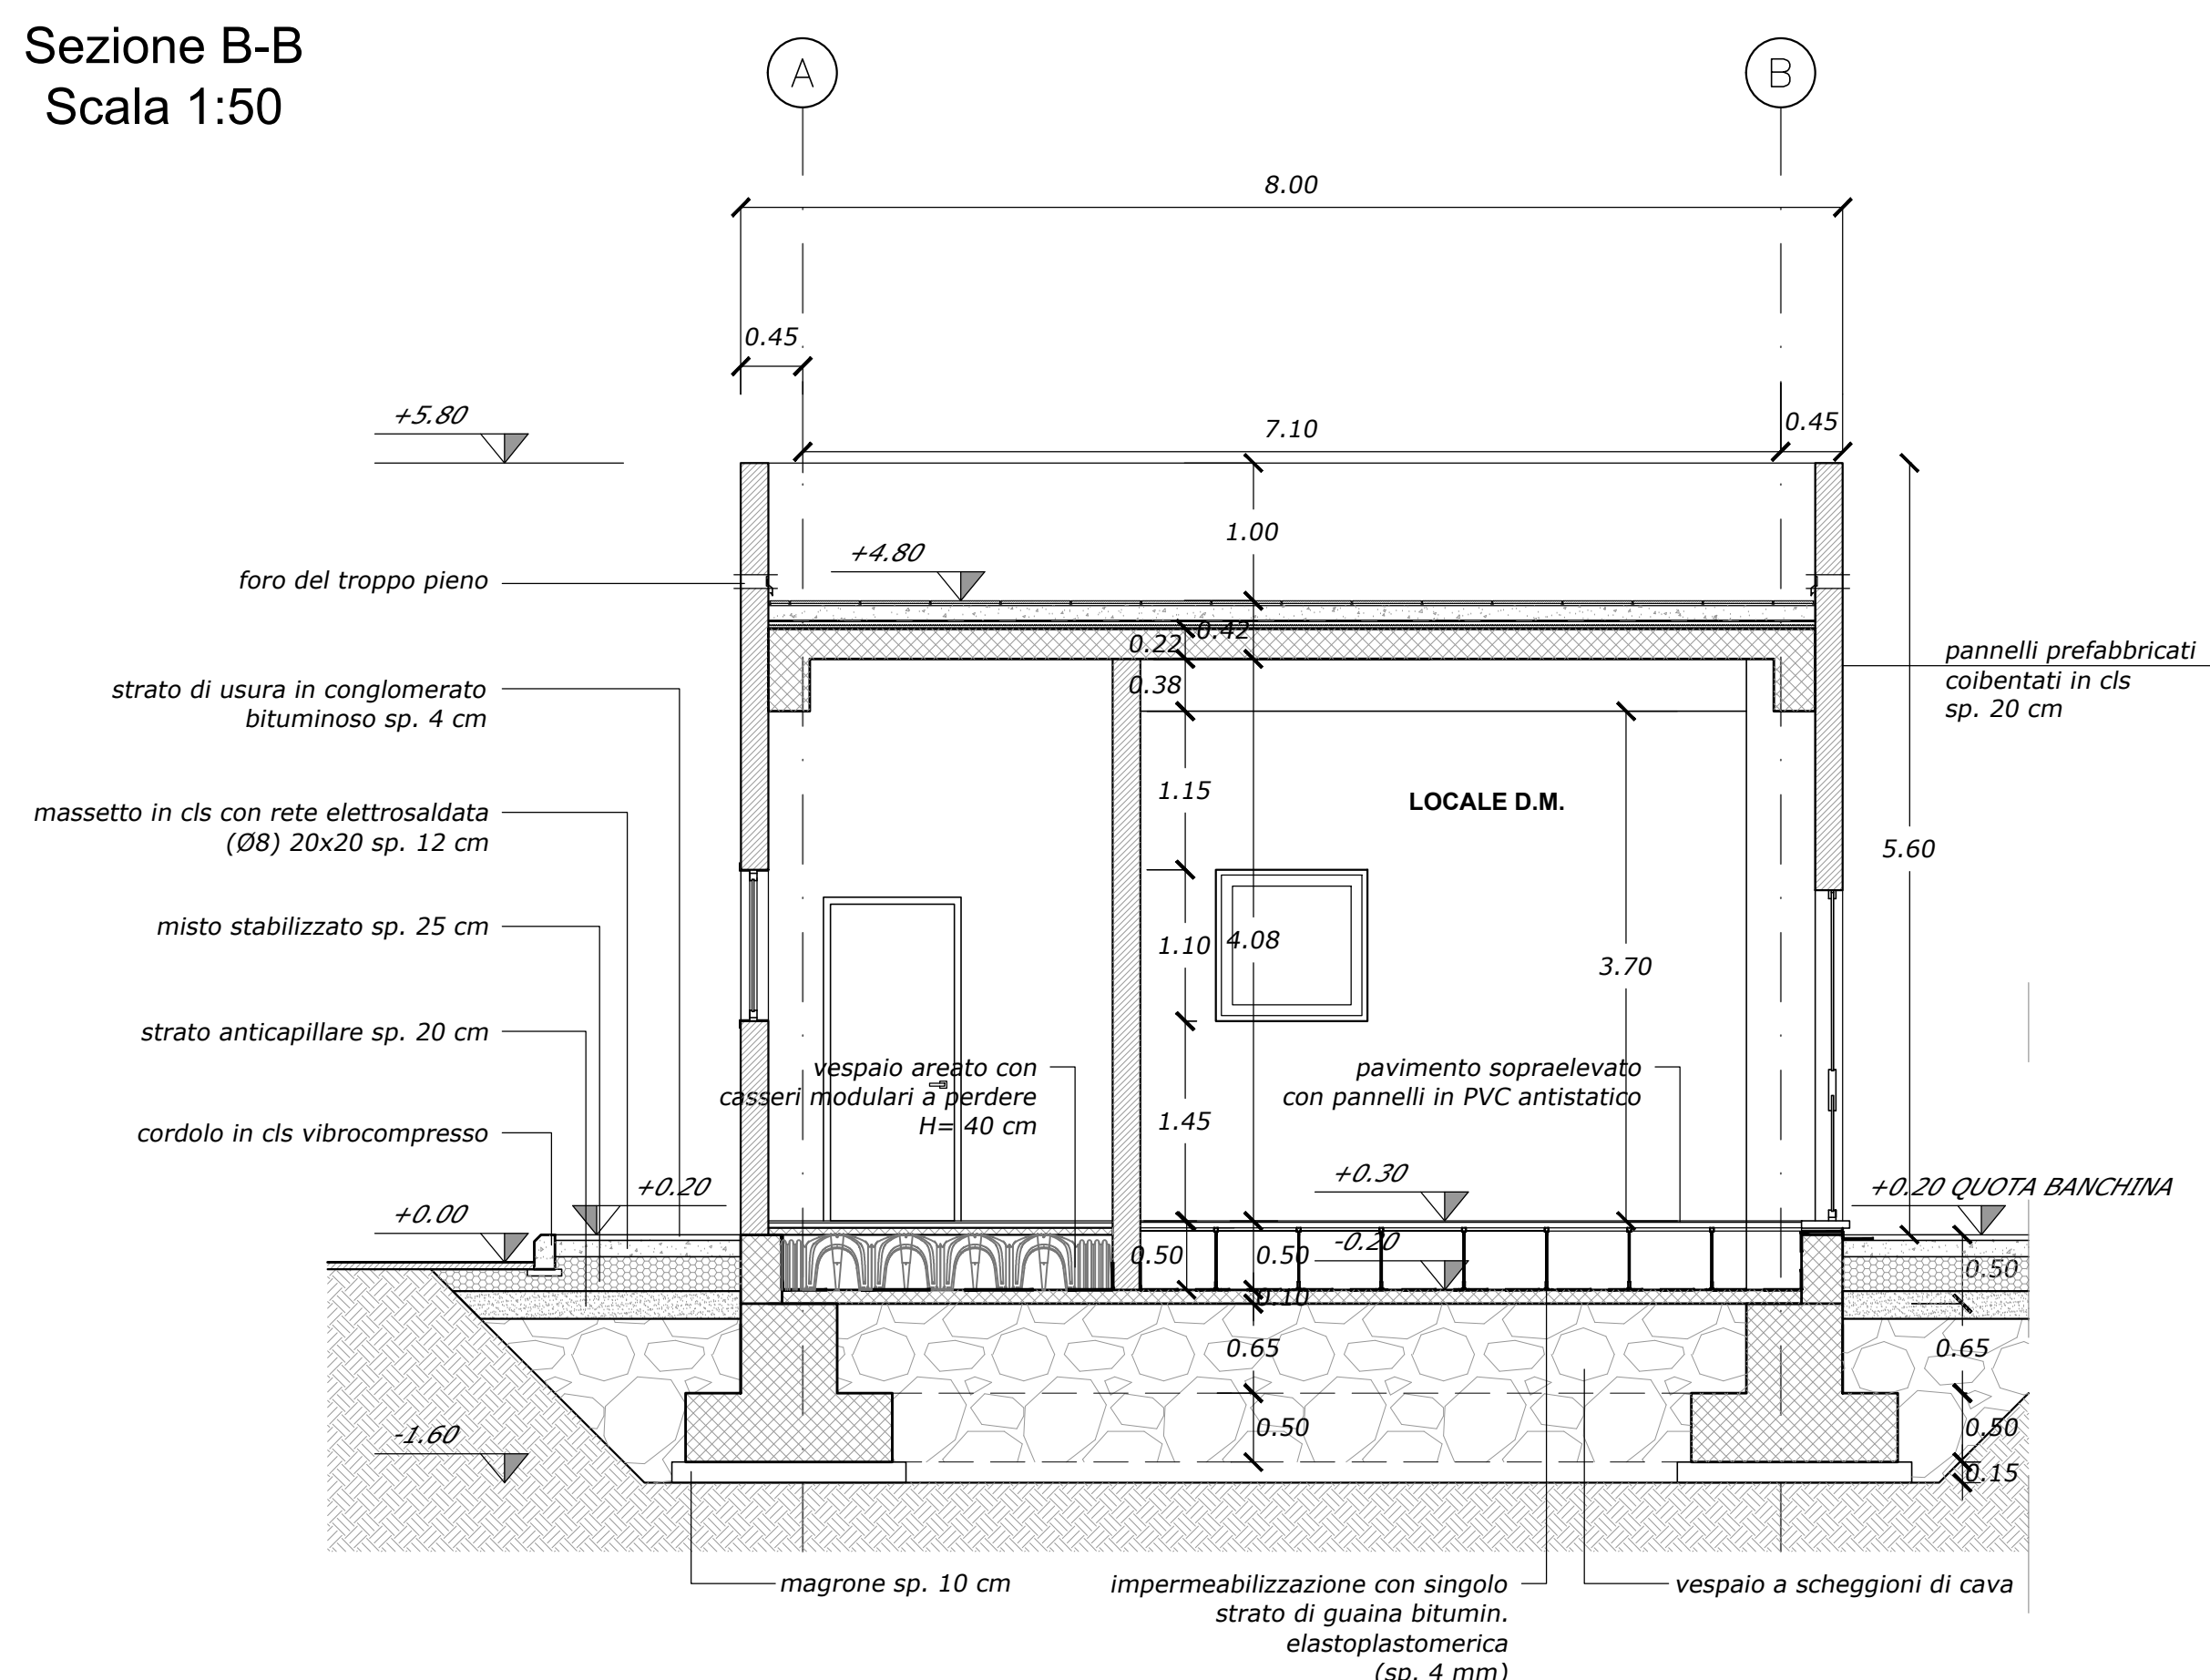 Sezione B-B
Scala 1:50
A
B
8.00
0.45
+5.80
7.10
0.45
1.00
+4.80
foro del troppo pieno
0.42
0.22
0.38
pannelli prefabbricati
coibentati in cls
sp. 20 cm
strato di usura in conglomerato
bituminoso sp. 4 cm
1.15
LOCALE D.M.
massetto in cls con rete elettrosaldata
(Ø8) 20x20 sp. 12 cm
5.60
misto stabilizzato sp. 25 cm
1.10
4.08
3.70
strato anticapillare sp. 20 cm
vespaio areato con
casseri modulari a perdere
H= 40 cm
pavimento sopraelevato
con pannelli in PVC antistatico
1.45
cordolo in cls vibrocompresso
+0.20
+0.30
+0.20 QUOTA BANCHINA
+0.00
0.50
0.50
-0.20
0.50
0.10
0.65
0.65
0.50
0.50
-1.60
0.15
magrone sp. 10 cm
impermeabilizzazione con singolo
strato di guaina bitumin.
elastoplastomerica
(sp. 4 mm)
vespaio a scheggioni di cava